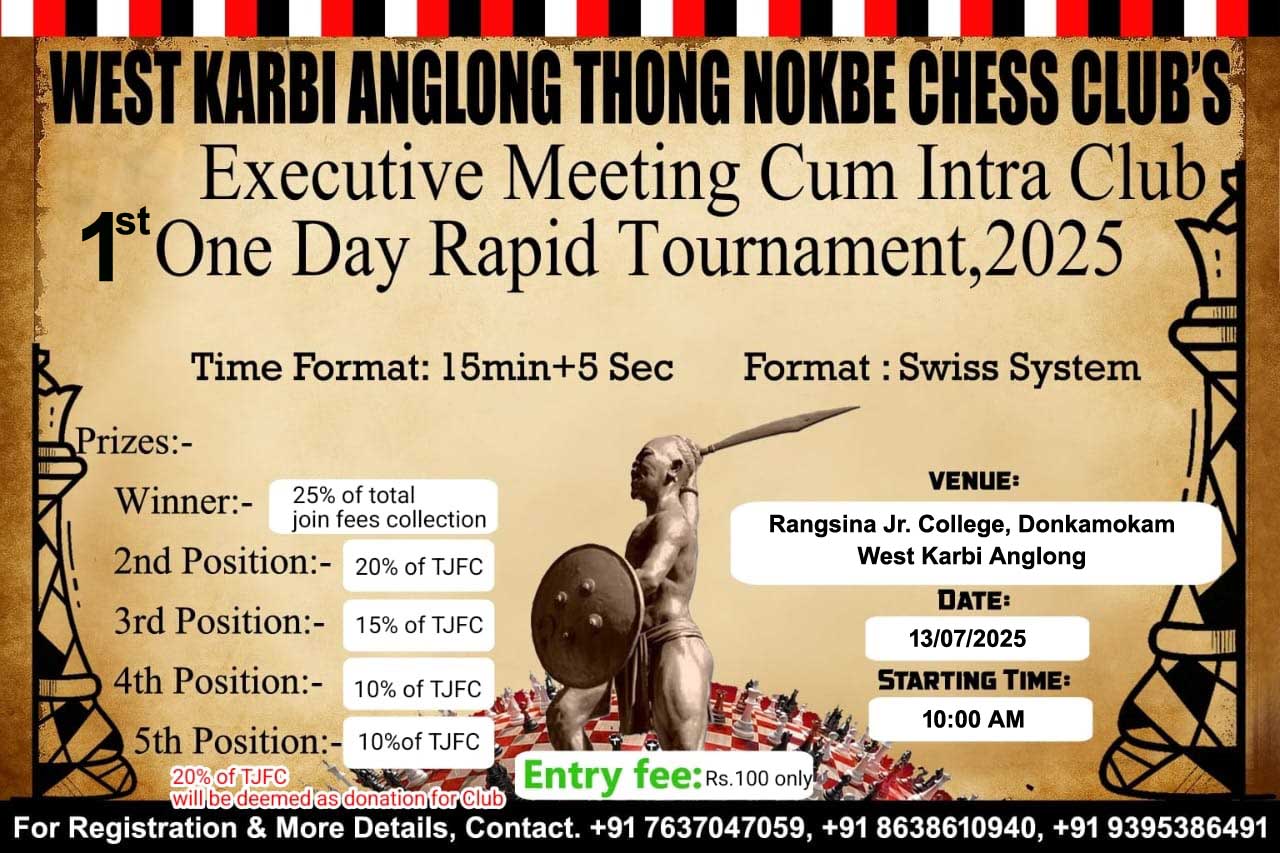 WEST KARBI ANGLONG THONG NOKBE CHESS CLUB'S
Executive Meeting Cum Intra Club
1st One Day Rapid Tournament,2025
Time Format: 15min+5 Sec
Format : Swiss System
Prizes:-
Winner:- 25% of total
join fees collection
2nd Position:- 20% of TJFC
3rd Position:- 15% of TJFC
4th Position:- 10% of TJFC
5th Position:- 10%of TJFC
20% of TJFC
will be deemed as donation for Club
VENUE:
Rangsina Jr. College, Donkamokam
West Karbi Anglong
DATE:
13/07/2025
STARTING TIME:
10:00 AM
Entry fee: Rs.100 only
For Registration & More Details, Contact. +91 7637047059, +91 8638610940, +91 9395386491